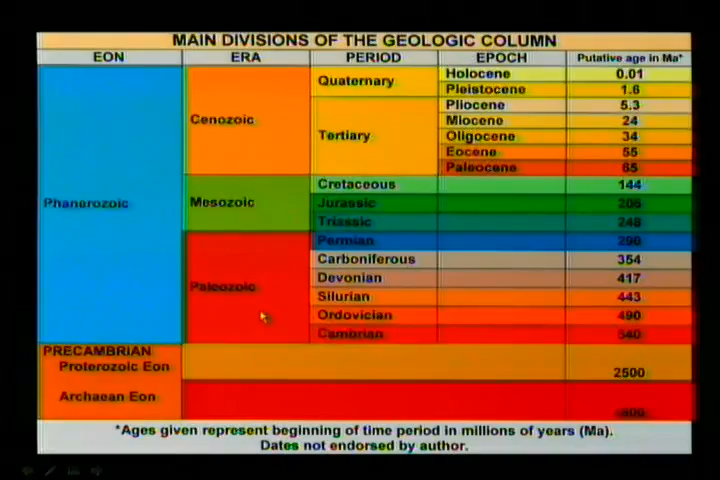 MAIN DIVISIONS OF THE GEOLOGIC COLUMN
EON ERA PERIOD EPOCH Putative age in Ma*
Phanerozoic Cenozoic Quaternary Holocene 0.01
Pleistocene 1.6
Tertiary Pliocene 5.3
Miocene 24
Oligocene 34
Eocene 55
Paleocene 65
Mesozoic Cretaceous 144
Jurassic 206
Triassic 248
Paleozoic Permian 290
Carboniferous 354
Devonian 417
Silurian 443
Ordovician 490
Cambrian 540
PRECAMBRIAN
Proterozoic Eon 2500
Archaean Eon
*Ages given represent beginning of time period in millions of years (Ma).
Dates not endorsed by author.